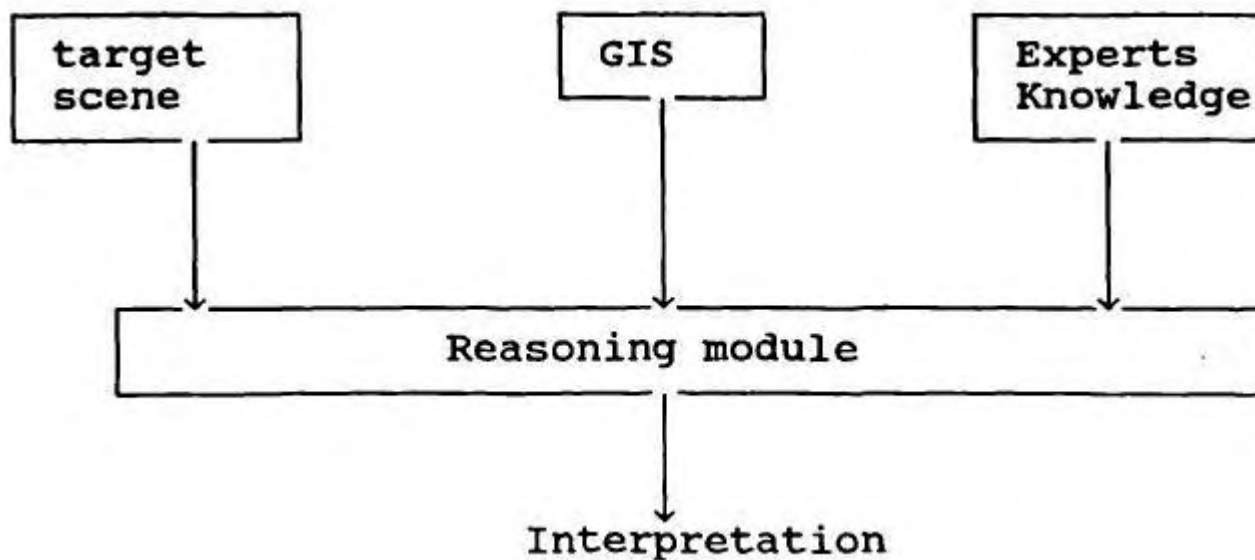 target
scene
GIS
Experts
Knowledge
Reasoning module
Interpretation